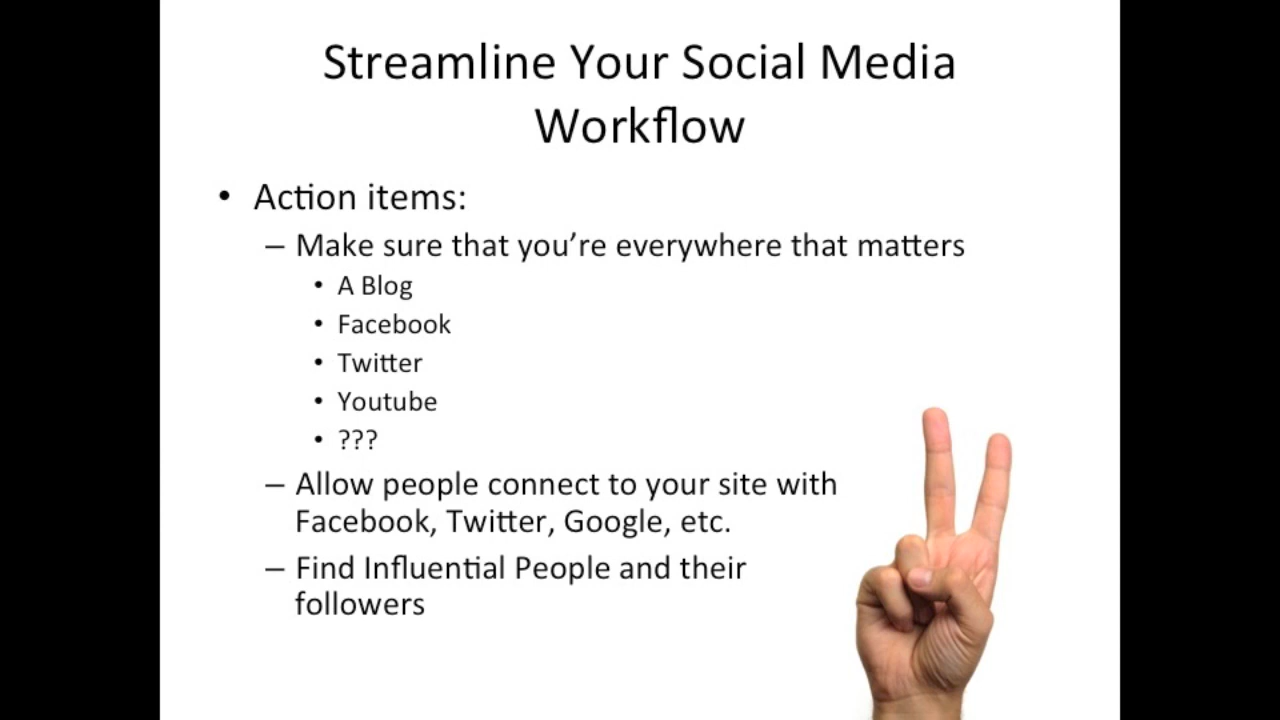 Streamline Your Social Media
Workflow
• Action items:
– Make sure that you’re everywhere that matters
• A Blog
• Facebook
• Twitter
• Youtube
• ???
– Allow people connect to your site with
Facebook, Twitter, Google, etc.
– Find Influential People and their
followers